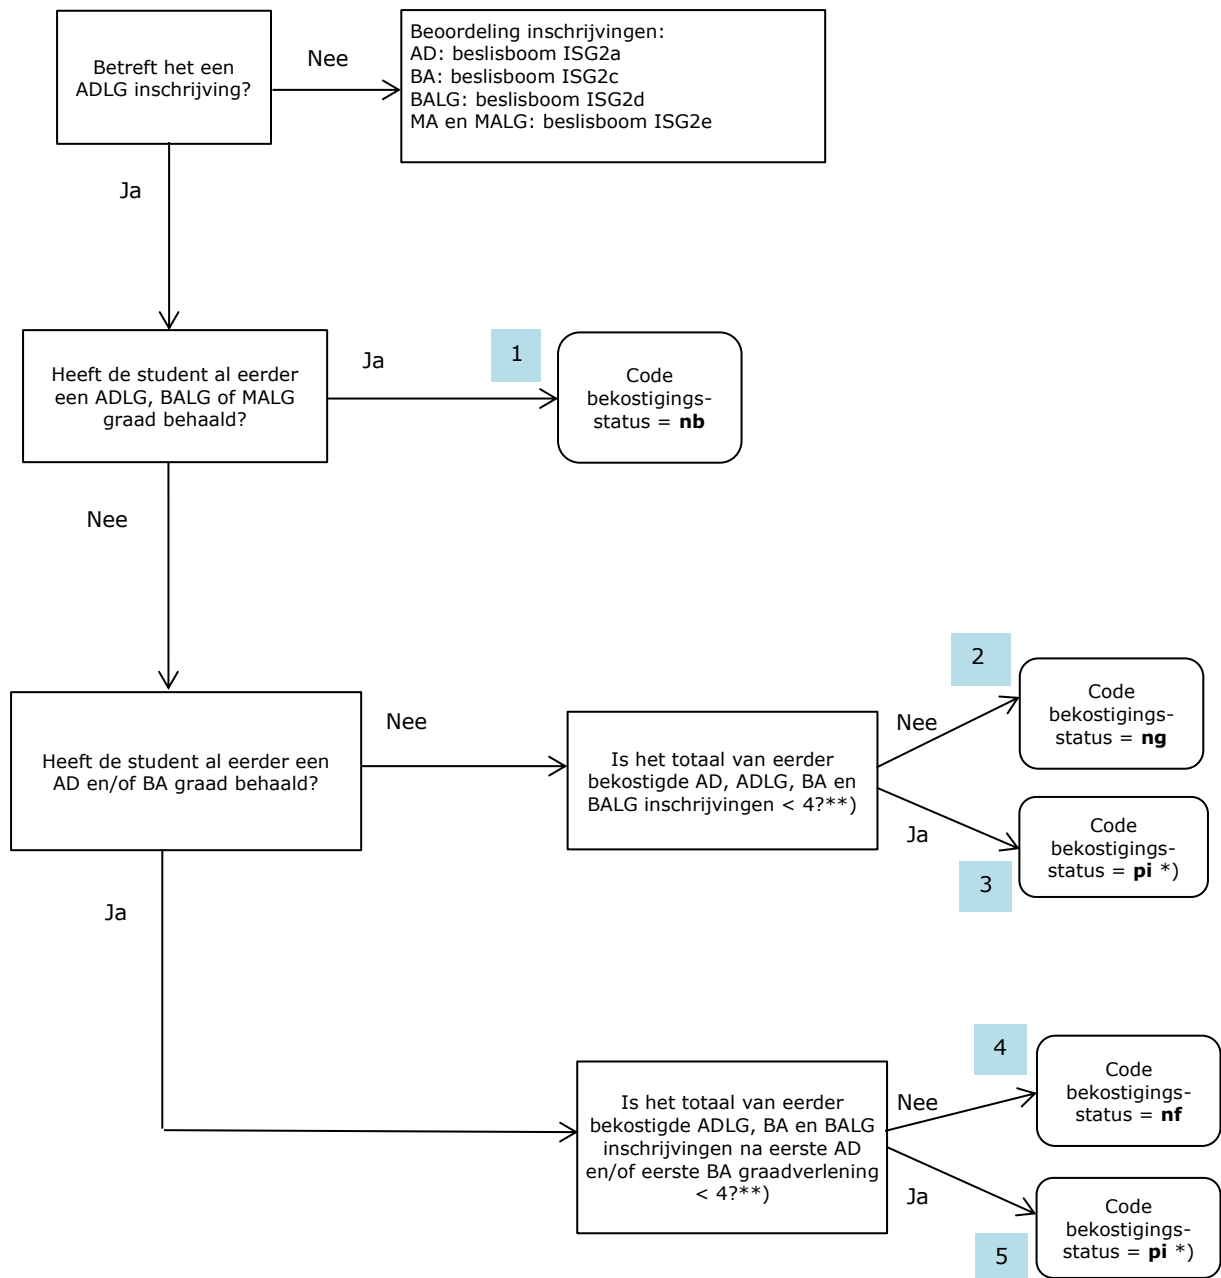 Betreft het een
ADLG inschrijving?
Nee
Beoordeling inschrijvingen:
AD: beslisboom ISG2a
BA: beslisboom ISG2c
BALG: beslisboom ISG2d
MA en MALG: beslisboom ISG2e
Ja
Heeft de student al eerder
een ADLG, BALG of MALG
graad behaald?
Ja
1
Code
bekostigings-
status = nb
Nee
Heeft de student al eerder een
AD en/of BA graad behaald?
Nee
Is het totaal van eerder
bekostigde AD, ADLG, BA en
BALG inschrijvingen < 4?**)
Nee
2
Code
bekostigings-
status = ng
Ja
3
Code
bekostigings-
status = pi *)
Ja
Is het totaal van eerder
bekostigde ADLG, BA en BALG
inschrijvingen na eerste AD
en/of eerste BA graadverlening
< 4?**)
Nee
4
Code
bekostigings-
status = nf
Ja
5
Code
bekostigings-
status = pi *)